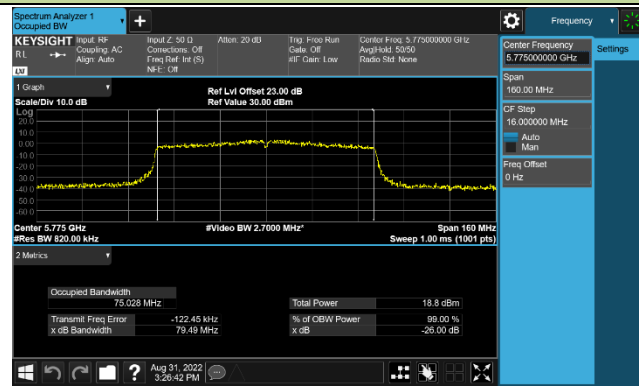 Spectrum Analyzer 1
Occupied BW
Frequency
KEYSIGHT
RL
LXI
Input: RF
Coupling: AC
Align: Auto
Input Z: 50 Ω
Corrections: Off
Freq Ref: Int (S)
NFE: Off
Atten: 20 dB
Trig: Free Run
Gate: Off
#IF Gain: Low
Center Freq: 5.775000000 GHz
Avg|Hold: 50/50
Radio Std: None
Center Frequency
5.775000000 GHz
Settings
Span
160.00 MHz
CF Step
16.000000 MHz
Auto
Man
Freq Offset
0 Hz
1 Graph
Scale/Div 10.0 dB
Ref Lvl Offset 23.00 dB
Ref Value 30.00 dBm
Log
20.0
10.0
0.00
-10.0
-20.0
-30.0
-40.0
-50.0
-60.0
Center 5.775 GHz
#Video BW 2.7000 MHz*
Span 160 MHz
#Res BW 820.00 kHz
Sweep 1.00 ms (1001 pts)
2 Metrics
Occupied Bandwidth
75.028 MHz
Total Power
18.8 dBm
Transmit Freq Error
-122.45 kHz
% of OBW Power
99.00 %
x dB Bandwidth
79.49 MHz
x dB
-26.00 dB
?
Aug 31, 2022
3:26:42 PM